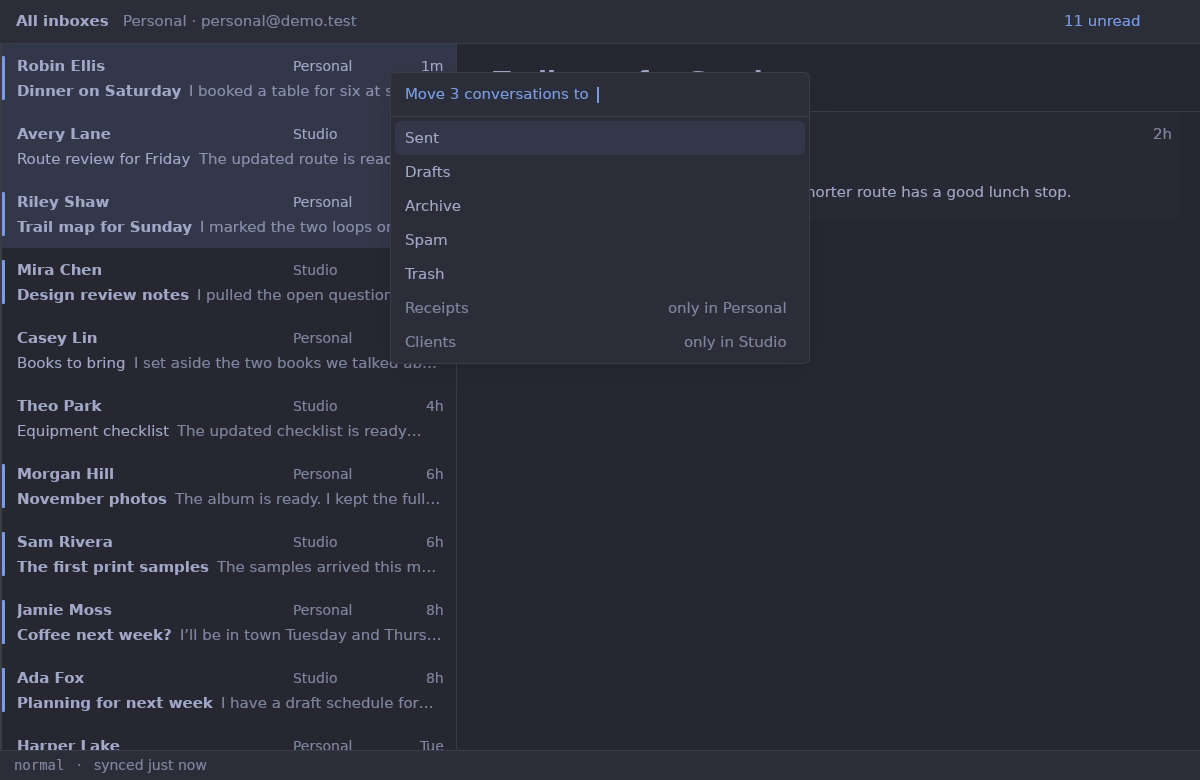 All inboxes Personal · personal@demo.test 11 unread
Robin Ellis Personal 1m
Dinner on Saturday I booked a table for six at
Avery Lane Studio
Route review for Friday The updated route is
Riley Shaw Personal
Trail map for Sunday I marked the two loops
Mira Chen Studio
Design review notes I pulled the open
Casey Lin Personal
Books to bring I set aside the two books we talked ab…
Theo Park Studio 4h
Equipment checklist The updated checklist is ready…
Morgan Hill Personal 6h
November photos The album is ready. I kept the full…
Sam Rivera Studio 6h
The first print samples The samples arrived this m…
Jamie Moss Personal 8h
Coffee next week? I’ll be in town Tuesday and Thurs…
Ada Fox Studio 8h
Planning for next week I have a draft schedule for…
Harper Lake Personal Tue
Move 3 conversations to
Sent
Drafts
Archive
Spam
Trash
Receipts only in Personal
Clients only in Studio
2h
route has a good lunch stop.
normal · synced just now